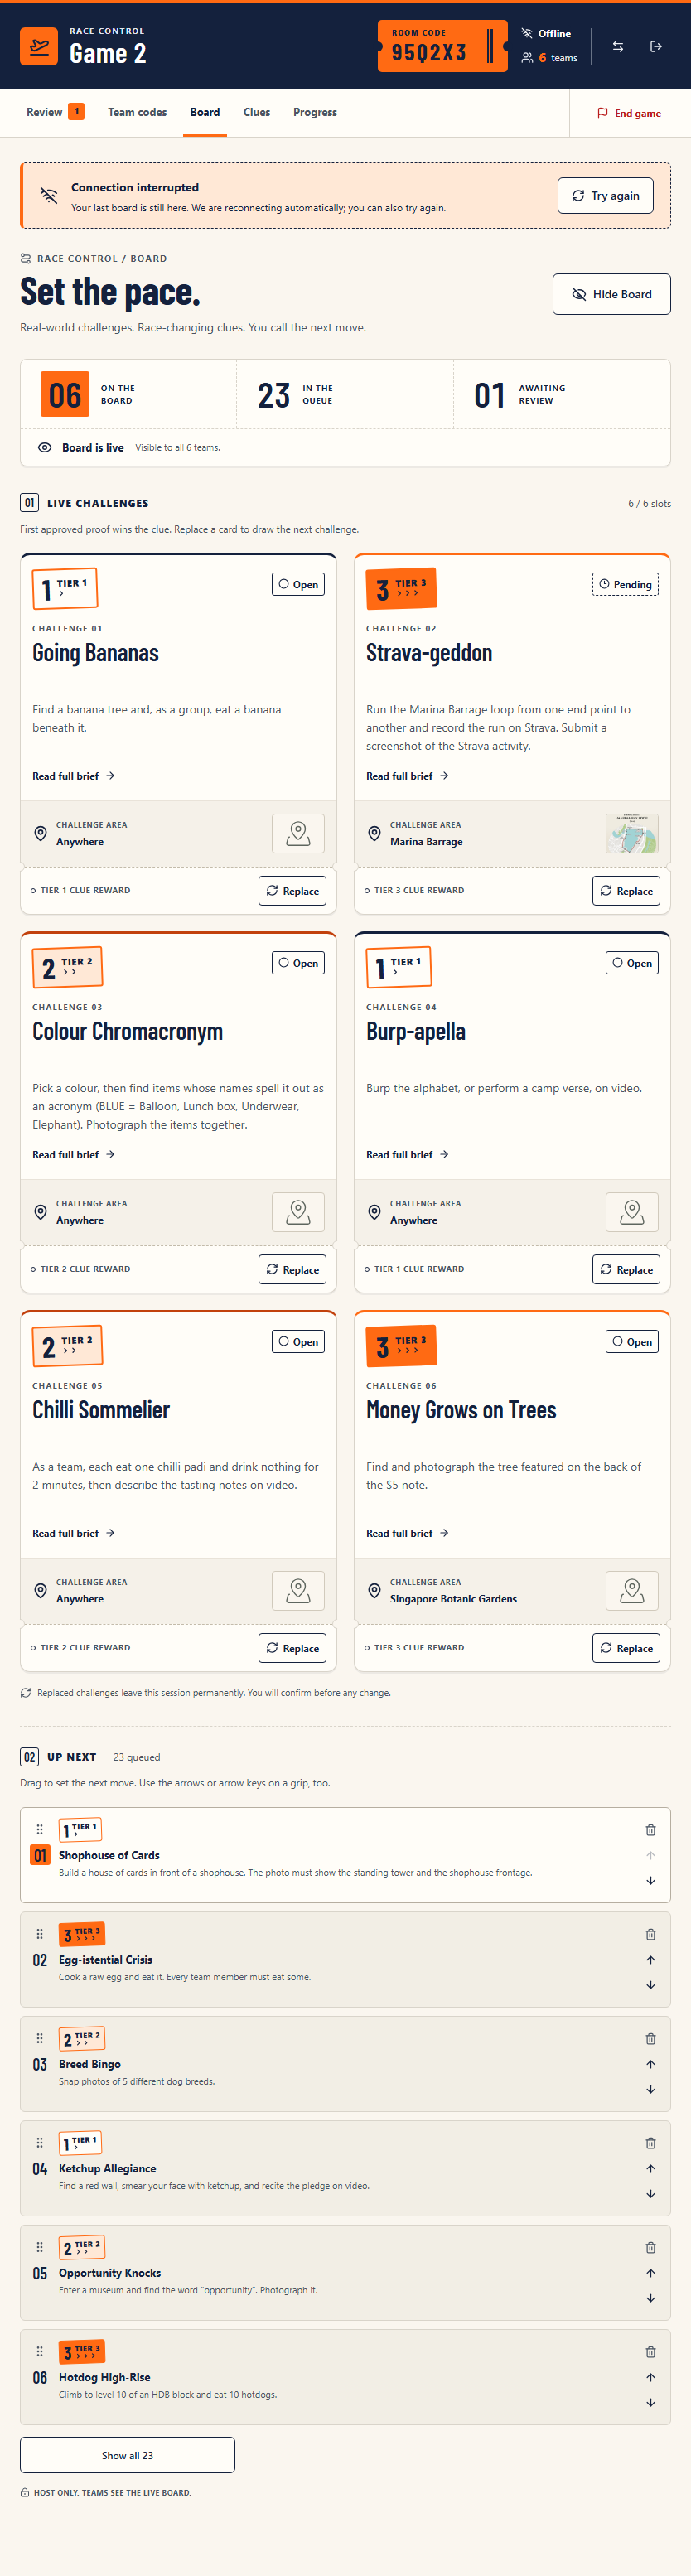 RACE CONTROL
Game 2
ROOM CODE
95Q2X3
Offline
6 teams
Review 1
Team codes
Board
Clues
Progress
End game
Connection interrupted
Your last board is still here. We are reconnecting automatically; you can also try again.
Try again
RACE CONTROL / BOARD
Set the pace.
Real-world challenges. Race-changing clues. You call the next move.
Hide Board
06 ON THE BOARD
23 IN THE QUEUE
01 AWAITING REVIEW
Board is live Visible to all 6 teams.
01 LIVE CHALLENGES
6 / 6 slots
First approved proof wins the clue. Replace a card to draw the next challenge.
1 TIER 1
Open
CHALLENGE 01
Going Bananas
Find a banana tree and, as a group, eat a banana
beneath it.
Read full brief
CHALLENGE AREA
Anywhere
TIER 1 CLUE REWARD
Replace
3 TIER 3
Pending
CHALLENGE 02
Strava-geddon
Run the Marina Barrage loop from one end point to
another and record the run on Strava. Submit a
screenshot of the Strava activity.
Read full brief
CHALLENGE AREA
Marina Barrage
TIER 3 CLUE REWARD
Replace
2 TIER 2
Open
CHALLENGE 03
Colour Chromacronym
Pick a colour, then find items whose names spell it out as
an acronym (BLUE = Balloon, Lunch box, Underwear,
Elephant). Photograph the items together.
Read full brief
CHALLENGE AREA
Anywhere
TIER 2 CLUE REWARD
Replace
1 TIER 1
Open
CHALLENGE 04
Burp-apella
Burp the alphabet, or perform a camp verse, on video.
Read full brief
CHALLENGE AREA
Anywhere
TIER 1 CLUE REWARD
Replace
2 TIER 2
Open
CHALLENGE 05
Chilli Sommelier
As a team, each eat one chilli padi and drink nothing for
2 minutes, then describe the tasting notes on video.
Read full brief
CHALLENGE AREA
Anywhere
TIER 2 CLUE REWARD
Replace
3 TIER 3
Open
CHALLENGE 06
Money Grows on Trees
Find and photograph the tree featured on the back of
the $5 note.
Read full brief
CHALLENGE AREA
Singapore Botanic Gardens
TIER 3 CLUE REWARD
Replace
Replaced challenges leave this session permanently. You will confirm before any change.
02 UP NEXT 23 queued
Drag to set the next move. Use the arrows or arrow keys on a grip, too.
1 TIER 1
01 Shophouse of Cards
Build a house of cards in front of a shophouse. The photo must show the standing tower and the shophouse frontage.
3 TIER 3
02 Egg-istential Crisis
Cook a raw egg and eat it. Every team member must eat some.
2 TIER 2
03 Breed Bingo
Snap photos of 5 different dog breeds.
1 TIER 1
04 Ketchup Allegiance
Find a red wall, smear your face with ketchup, and recite the pledge on video.
2 TIER 2
05 Opportunity Knocks
Enter a museum and find the word "opportunity". Photograph it.
3 TIER 3
06 Hotdog High-Rise
Climb to level 10 of an HDB block and eat 10 hotdogs.
Show all 23
HOST ONLY. TEAMS SEE THE LIVE BOARD.